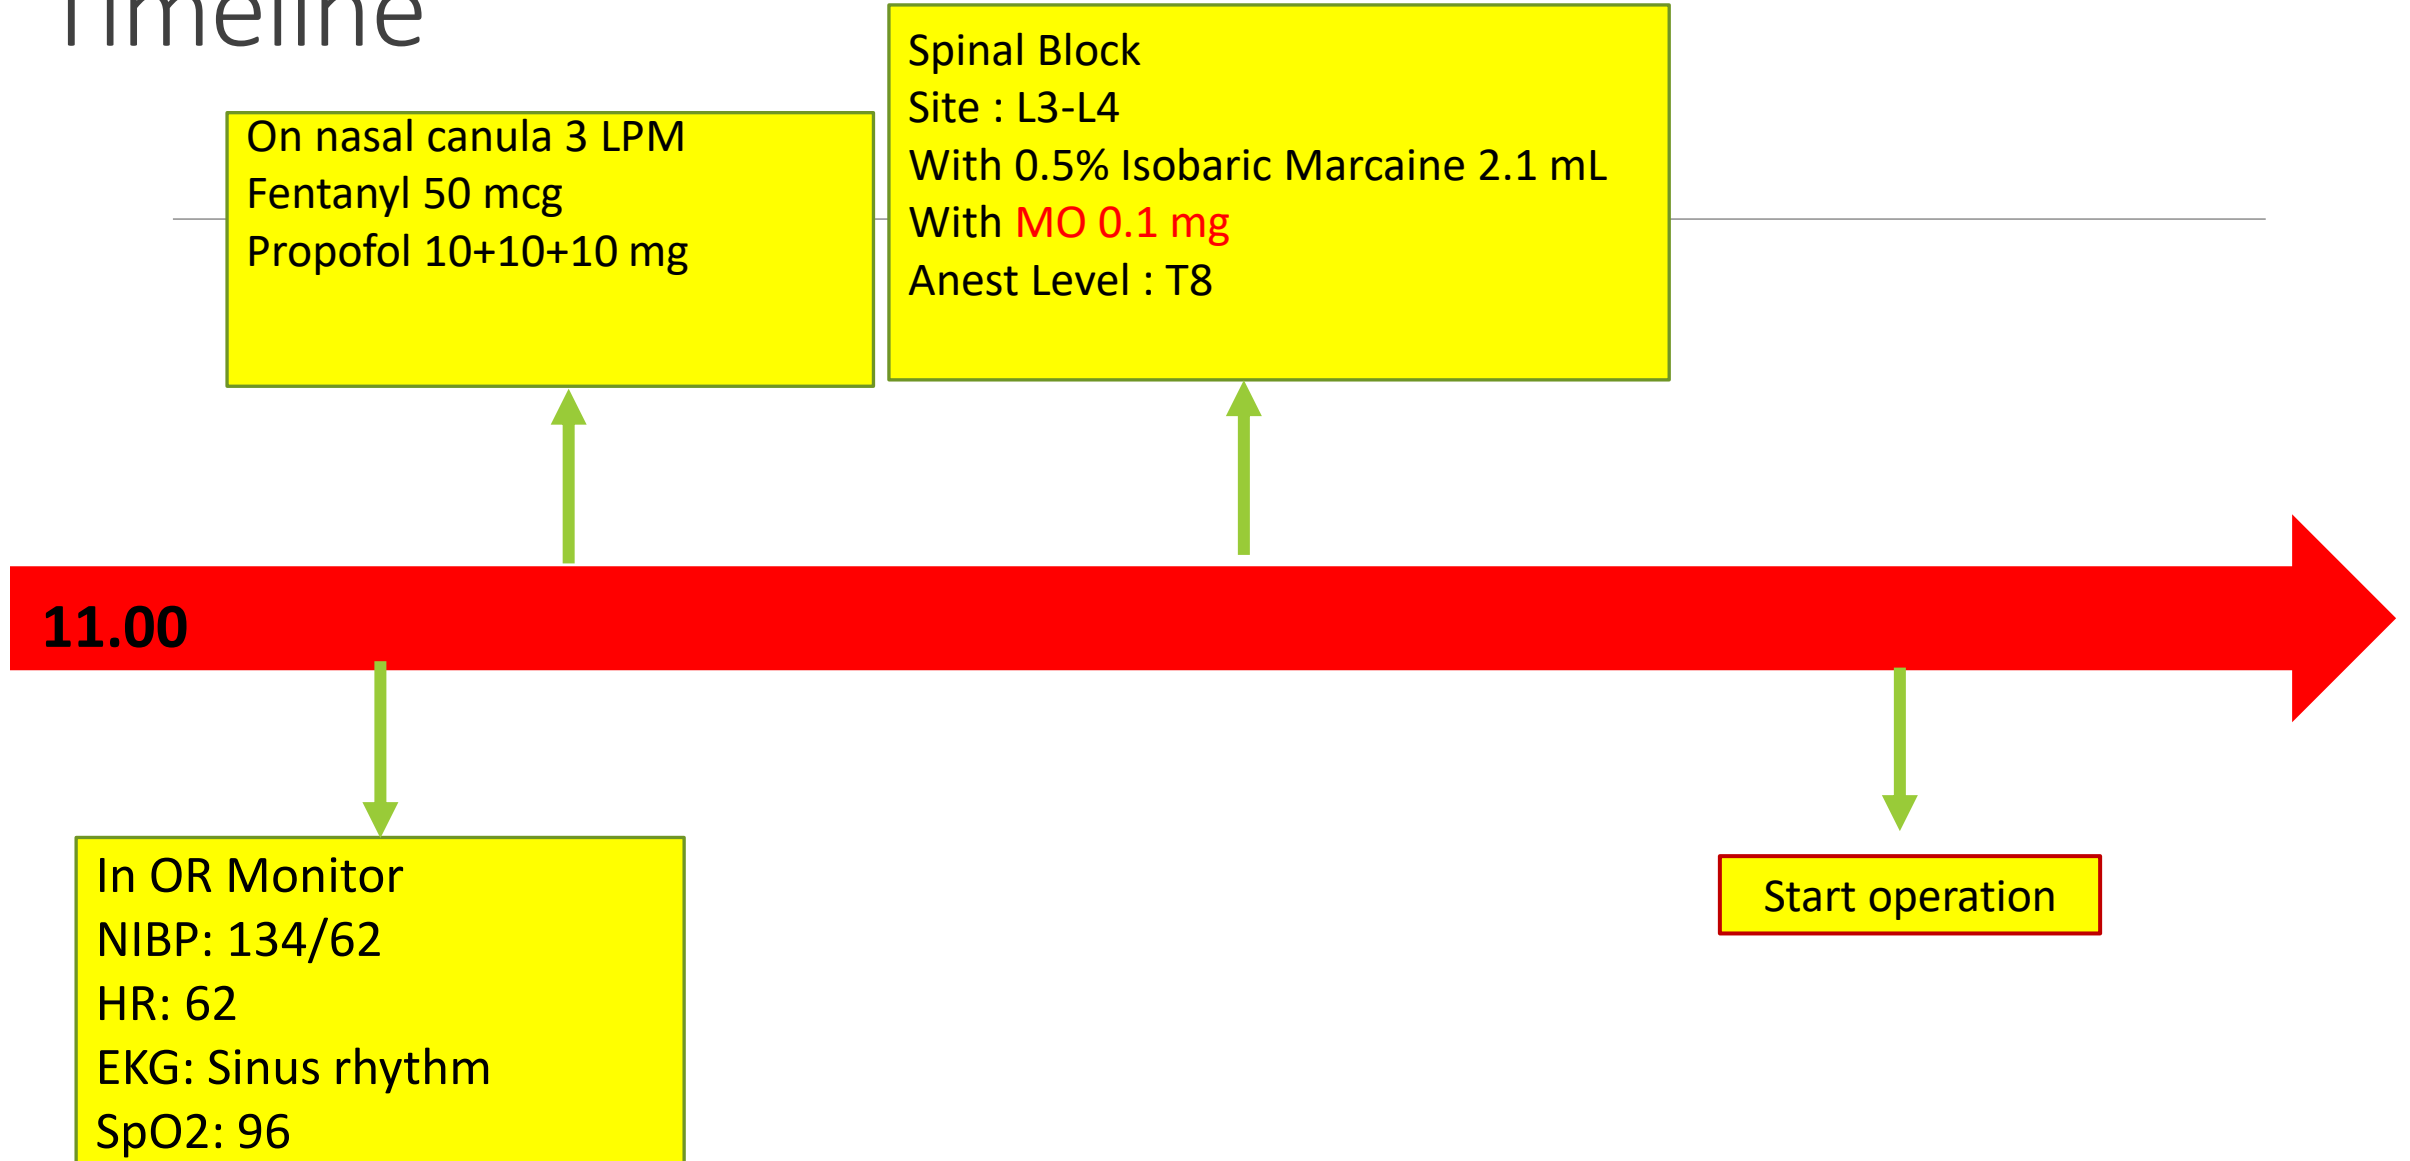 Timeline
On nasal canula 3 LPM
Fentanyl 50 mcg
Propofol 10+10+10 mg
Spinal Block
Site : L3-L4
With 0.5% Isobaric Marcaine 2.1 mL
With MO 0.1 mg
Anest Level : T8
11.00
In OR Monitor
NIBP: 134/62
HR: 62
EKG: Sinus rhythm
SpO2: 96
Start operation